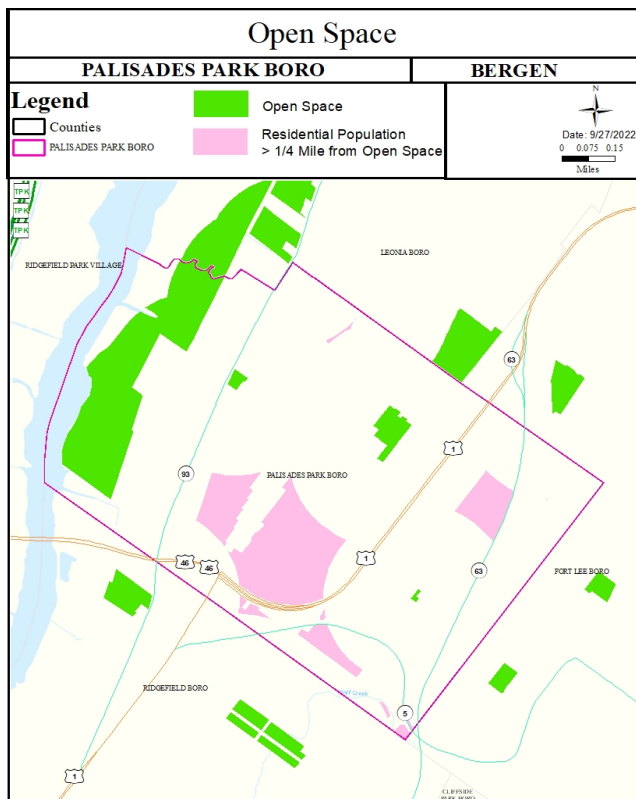 Open Space
PALISADES PARK BORO
BERGEN
Legend
Counties
PALISADES PARK BORO
Open Space
Residential Population
> 1/4 Mile from Open Space
N
Date: 9/27/2022
0 0.075 0.15
Miles
TPK
TPK
TPK
RIDGEFIELD PARK VILLAGE
LEONIA BORO
63
1
93
PALISADES PARK BORO
46
46
1
63
FORT LEE BORO
RIDGEFIELD BORO
Creek
5
1
CLIFFSIDE
PARK BORO